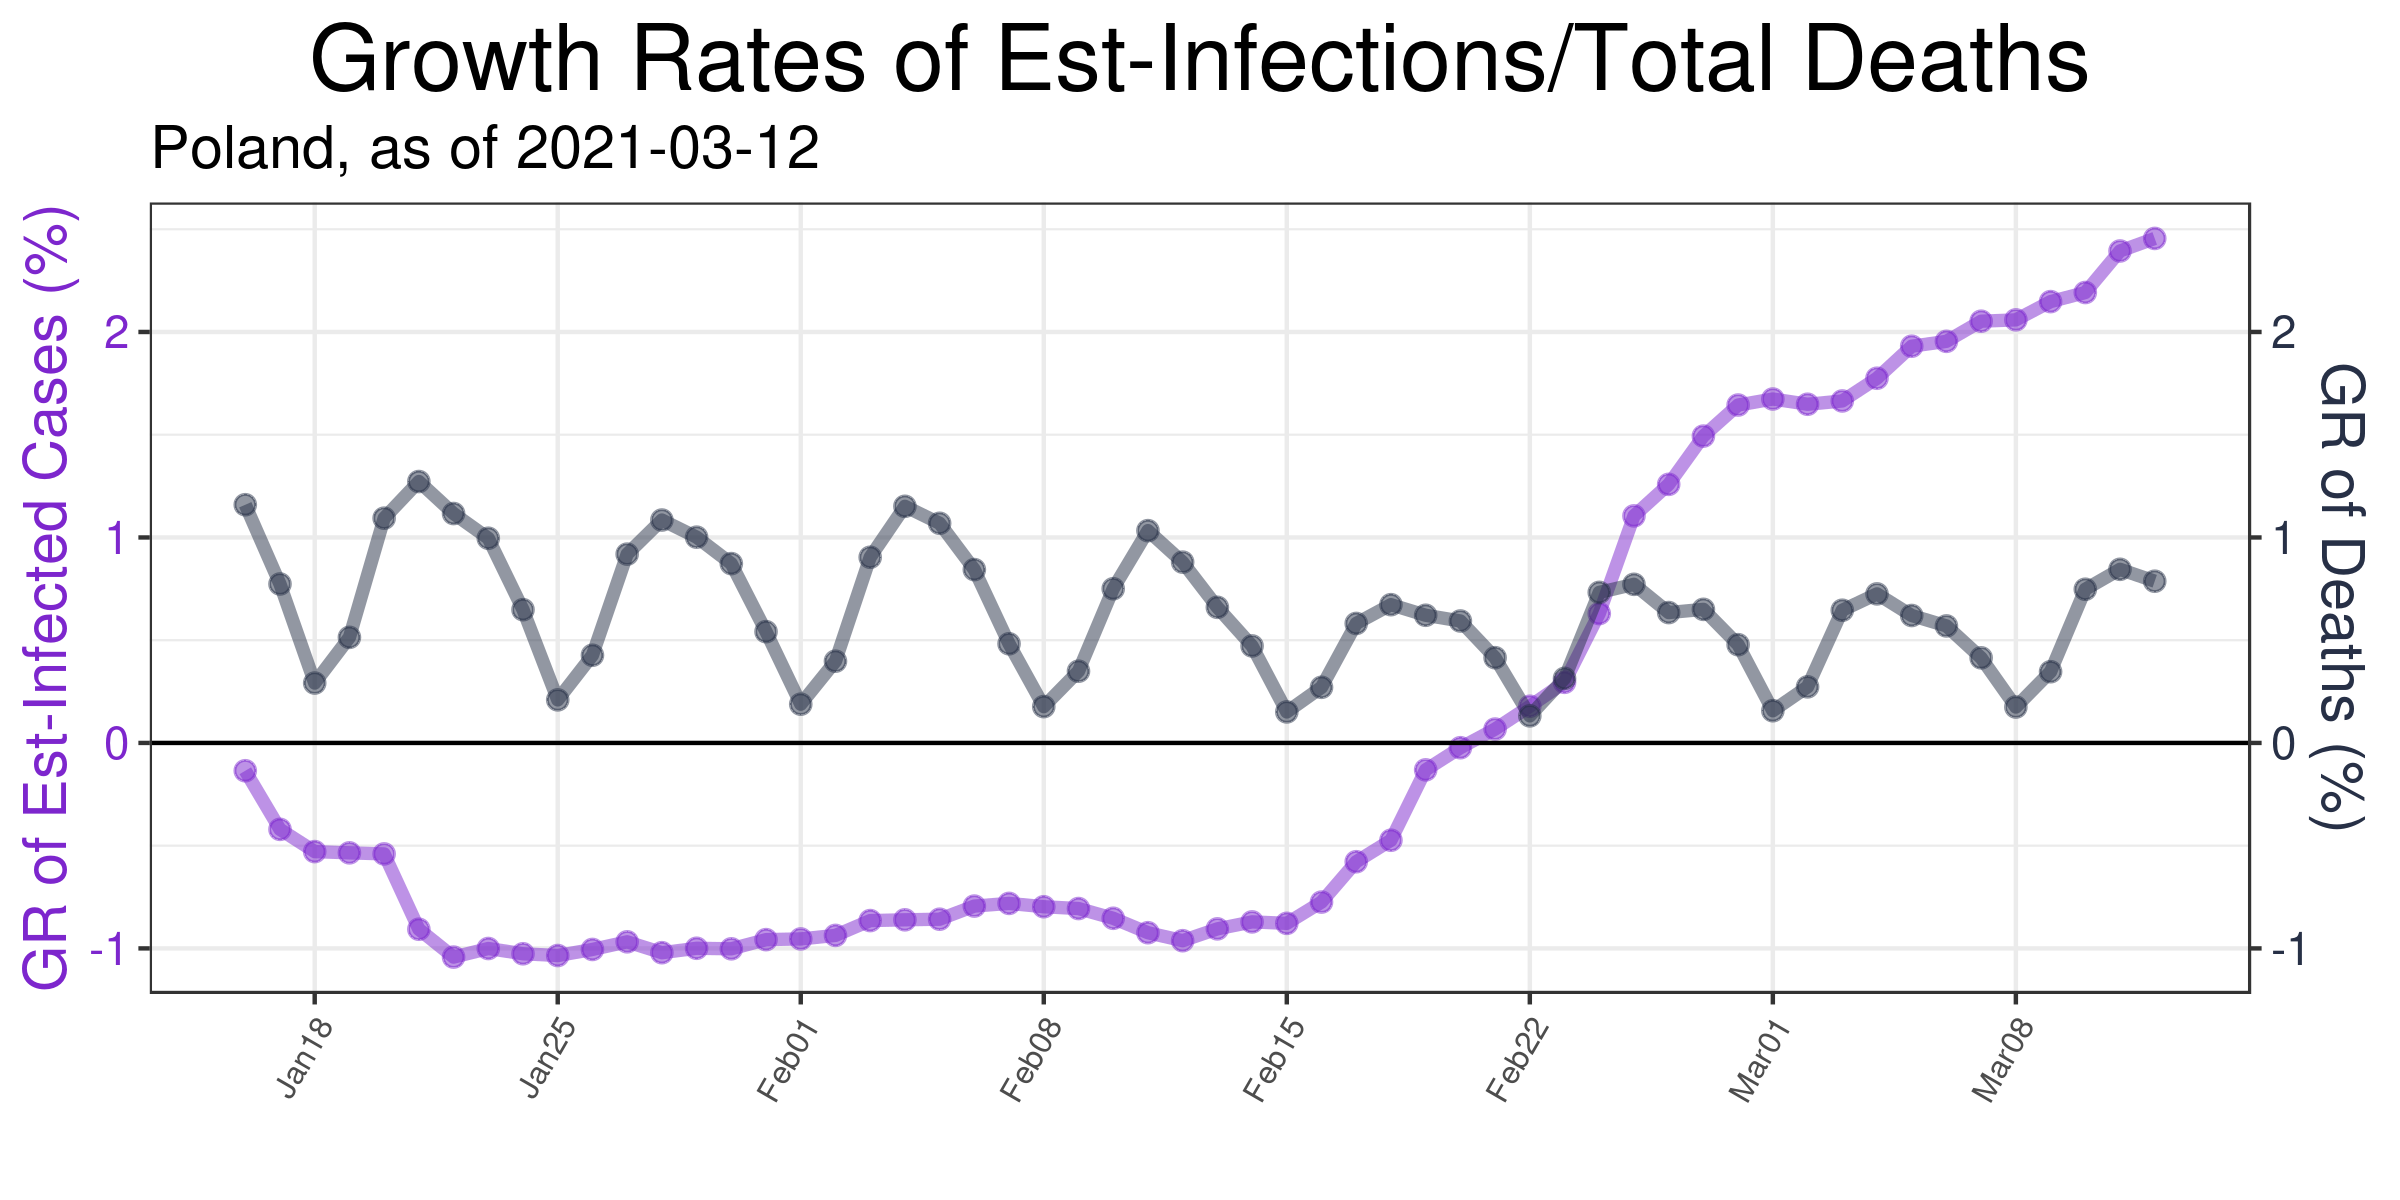 Growth Rates of Est-Infections/Total Deaths
Poland, as of 2021-03-12
GR of Est-Infected Cases (%)
2
1
0
-1
2
1
0
-1
GR of Deaths (%)
Jan18
Jan25
Feb01
Feb08
Feb15
Feb22
Mar01
Mar08